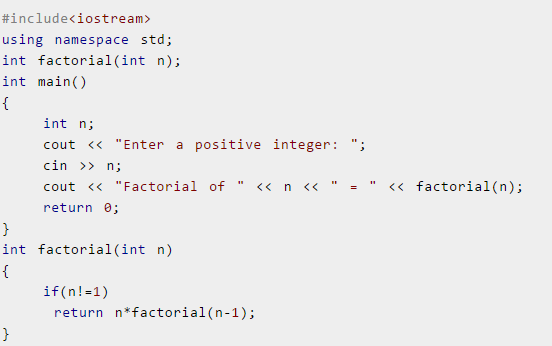 #include<iostream>
using namespace std;
int factorial(int n);
int main()
{
int n;
cout << "Enter a positive integer: ";
cin >> n;
cout << "Factorial of " << n << " = " << factorial(n);
return 0;
}
int factorial(int n)
{
if(n!=1)
return n*factorial(n-1);
}